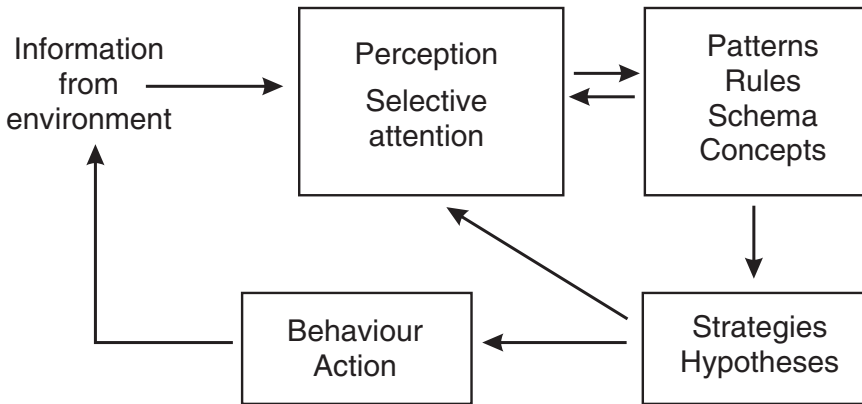 Information
from
environment
Perception
Selective
attention
Patterns
Rules
Schema
Concepts
Behaviour
Action
Strategies
Hypotheses